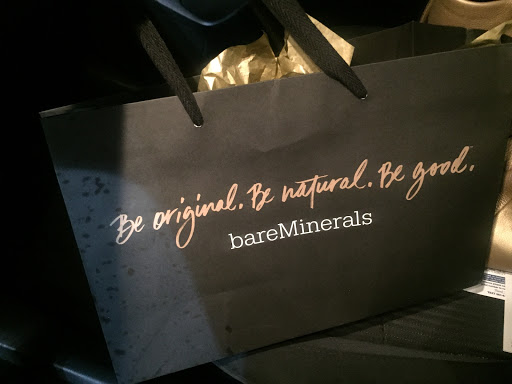 Be original. Be natural. Be good.
bareMinerals